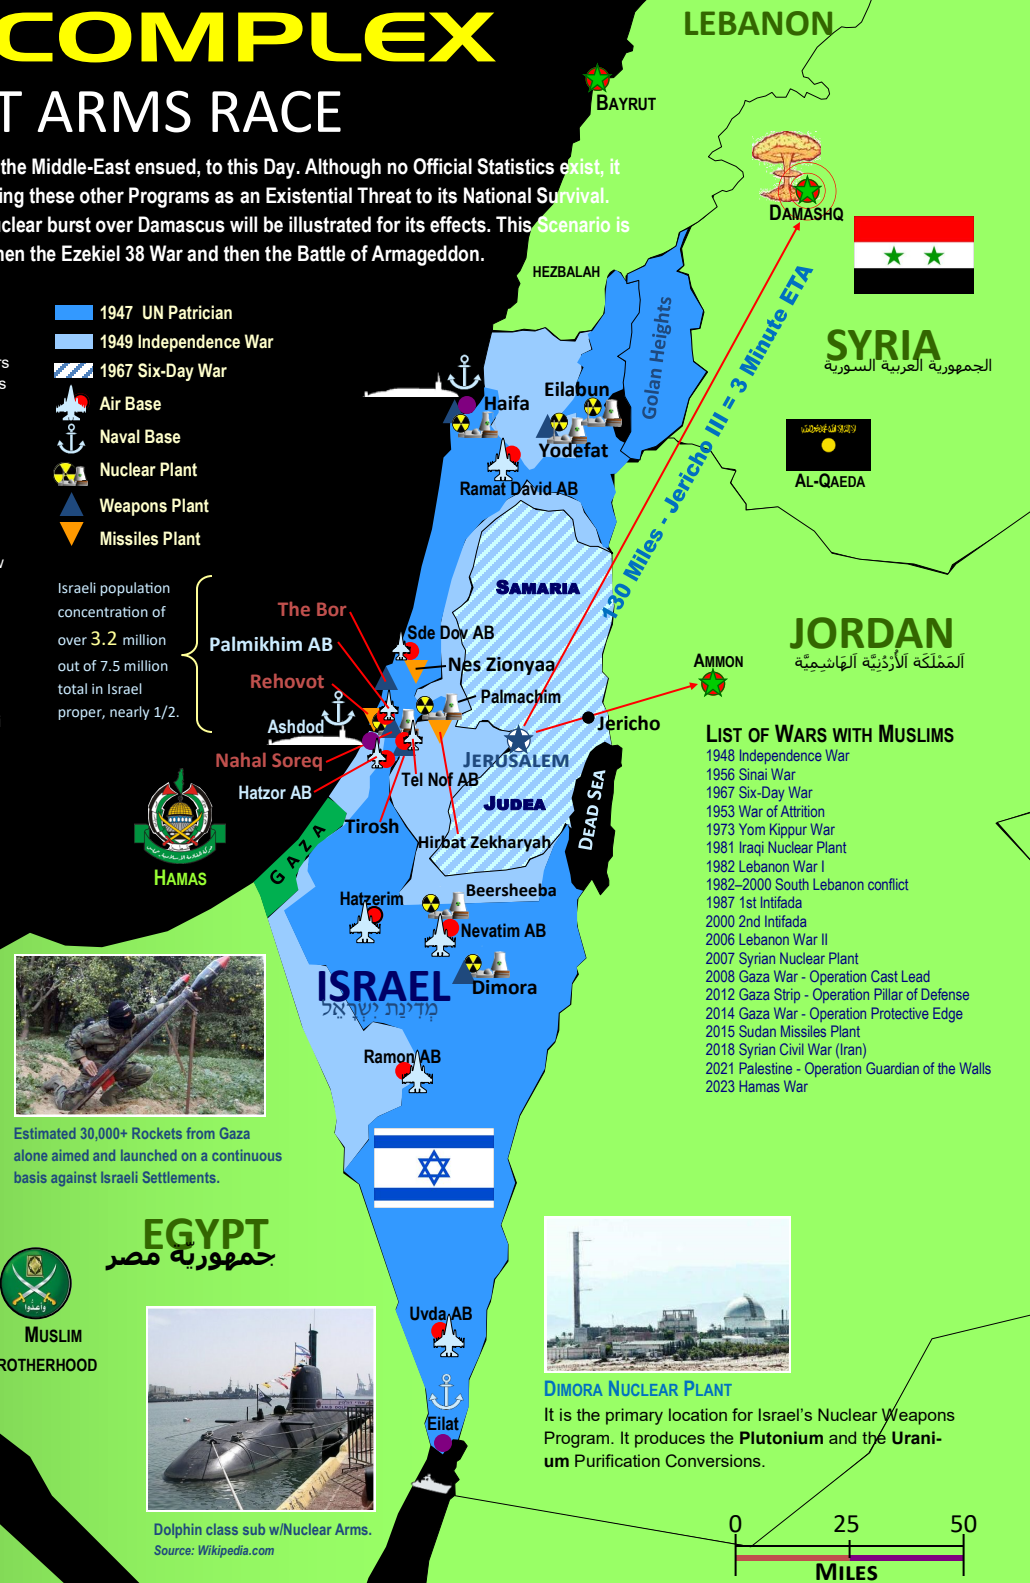 COMPLEX
T ARMS RACE
the Middle-East ensued, to this Day. Although no Official Statistics exist, it
ing these other Programs as an Existential Threat to its National Survival.
clear burst over Damascus will be illustrated for its effects. This Scenario is
hen the Ezekiel 38 War and then the Battle of Armageddon.
LEBANON
BAYRUT
DAMASHQ
HEZBALAH
1947 UN Patrician
1949 Independence War
1967 Six-Day War
Air Base
Naval Base
Nuclear Plant
Weapons Plant
Missiles Plant
rs
s
Golan Heights
130 Miles - Jericho III = 3 Minute ETA
SYRIA
الجمهورية العربية السورية
AL-QAEDA
Haifa
Eilabun
Yodefat
Ramat David AB
Israeli population
concentration of
over 3.2 million
out of 7.5 million
total in Israel
proper, nearly 1/2.
SAMARIA
The Bor
Palmikhim AB
Rehovot
Ashdod
Nahal Soreq
Hatzor AB
Tirosh
Sde Dov AB
Nes Zionyaa
Palmachim
JERUSALEM
Tel Nof AB
JUDEA
Hirbat Zekharyah
Jericho
DEAD SEA
JORDAN
اَلمَمْلَكَة اَلأُرْدُنِيَّة اَلهَاشِمِيَّة
AMMON
LIST OF WARS WITH MUSLIMS
1948 Independence War
1956 Sinai War
1967 Six-Day War
1953 War of Attrition
1973 Yom Kippur War
1981 Iraqi Nuclear Plant
1982 Lebanon War I
1982–2000 South Lebanon conflict
1987 1st Intifada
2000 2nd Intifada
2006 Lebanon War II
2007 Syrian Nuclear Plant
2008 Gaza War - Operation Cast Lead
2012 Gaza Strip - Operation Pillar of Defense
2014 Gaza War - Operation Protective Edge
2015 Sudan Missiles Plant
2018 Syrian Civil War (Iran)
2021 Palestine - Operation Guardian of the Walls
2023 Hamas War
HAMAS
GAZA
Hatzerim
Beersheeba
Nevatim AB
Dimora
ISRAEL
מְדִינַת יִשְׂרָאֵל
Ramon AB
Estimated 30,000+ Rockets from Gaza
alone aimed and launched on a continuous
basis against Israeli Settlements.
EGYPT
جمهوريّة مصر
وأعدوا
MUSLIM
ROTHERHOOD
Uvda AB
Eilat
Dolphin class sub w/Nuclear Arms.
Source: Wikipedia.com
DIMORA NUCLEAR PLANT
It is the primary location for Israel's Nuclear Weapons
Program. It produces the Plutonium and the Urani-
um Purification Conversions.
0 25 50
MILES